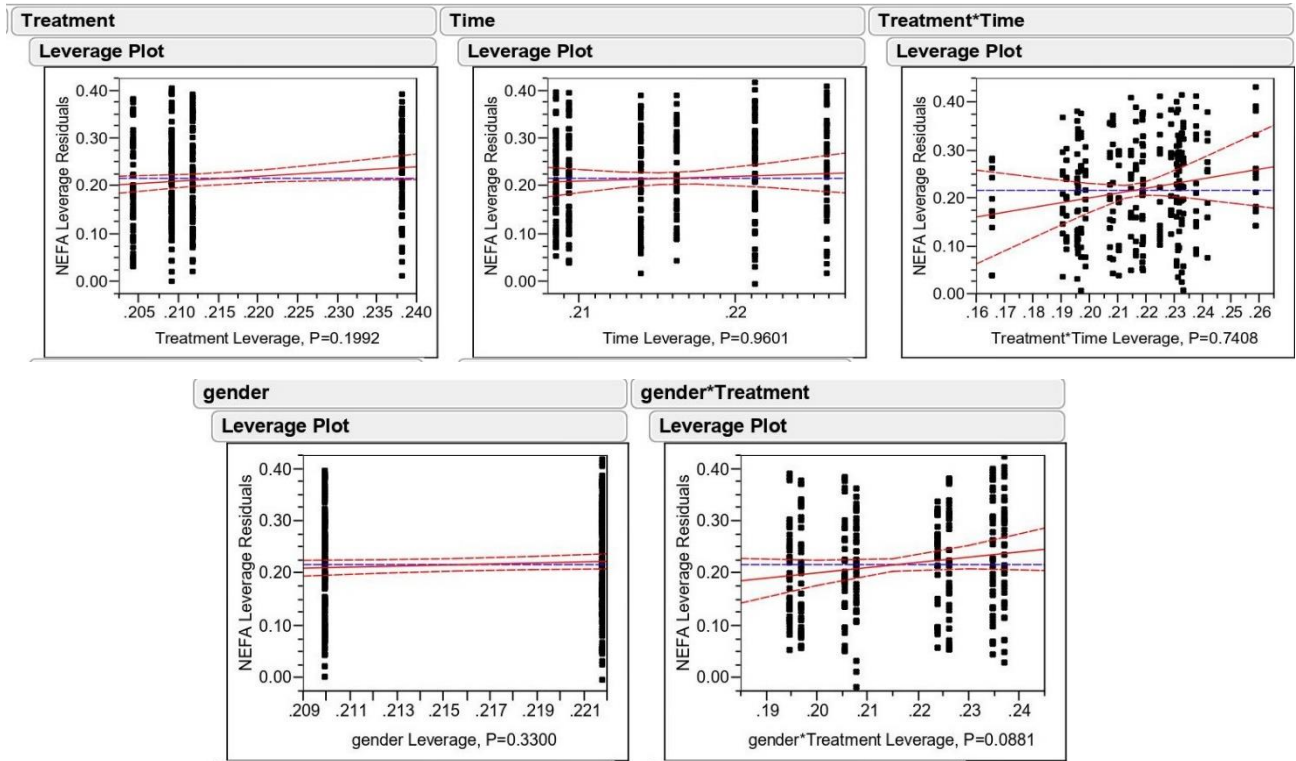 Treatment
Leverage Plot
NEFA Leverage Residuals
0.40
0.30
0.20
0.10
0.00
.205 .210 .215 .220 .225 .230 .235 .240
Treatment Leverage, P=0.1992
Time
Leverage Plot
NEFA Leverage Residuals
0.40
0.30
0.20
0.10
0.00
.21 .22
Time Leverage, P=0.9601
Treatment*Time
Leverage Plot
NEFA Leverage Residuals
0.40
0.30
0.20
0.10
0.00
.16 .17 .18 .19 .20 .21 .22 .23 .24 .25 .26
Treatment*Time Leverage, P=0.7408
gender
Leverage Plot
NEFA Leverage Residuals
0.40
0.30
0.20
0.10
0.00
.209 .211 .213 .215 .217 .219 .221
gender Leverage, P=0.3300
gender*Treatment
Leverage Plot
NEFA Leverage Residuals
0.40
0.30
0.20
0.10
0.00
.19 .20 .21 .22 .23 .24
gender*Treatment Leverage, P=0.0881